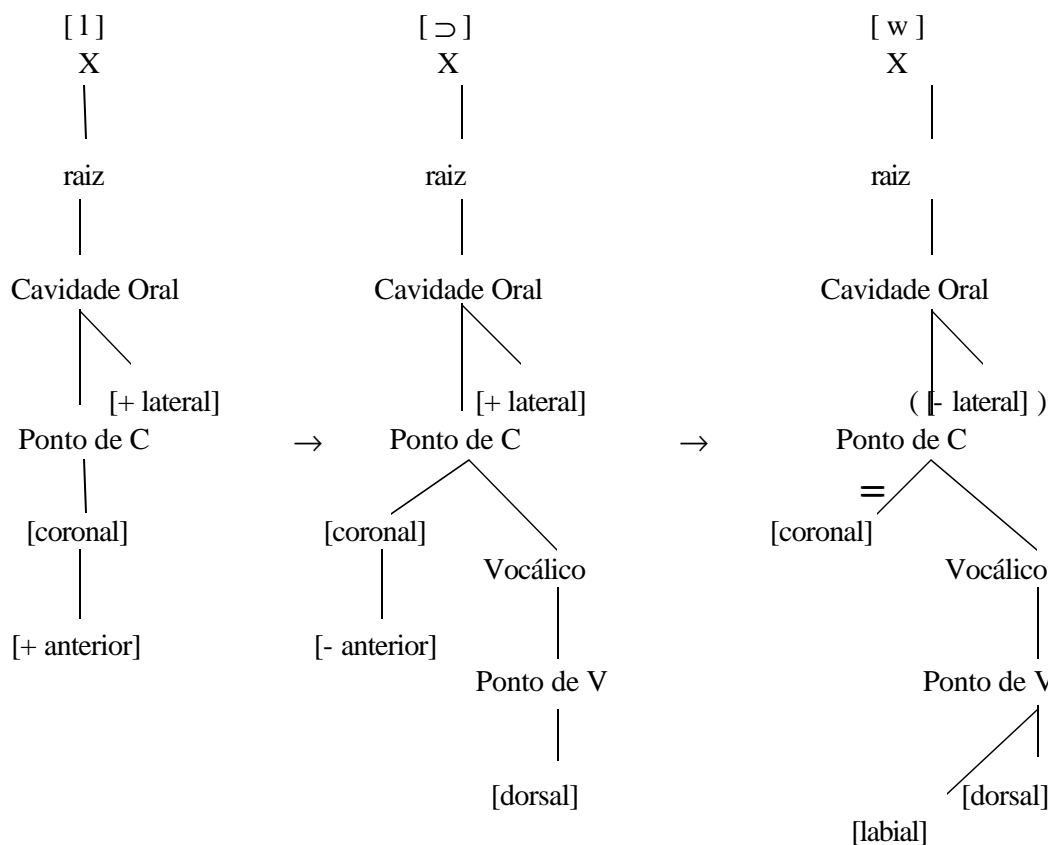 [ l ] [ ⊃ ] [ w ]
X X X
raiz raiz raiz
Cavidade Oral Cavidade Oral Cavidade Oral
[+ lateral] [+ lateral] ( [- lateral] )
Ponto de C → Ponto de C → Ponto de C
=
[coronal] [coronal] [coronal]
Vocálico Vocálico
[+ anterior] [- anterior]
Ponto de V Ponto de V
[dorsal] [dorsal]
[labial]